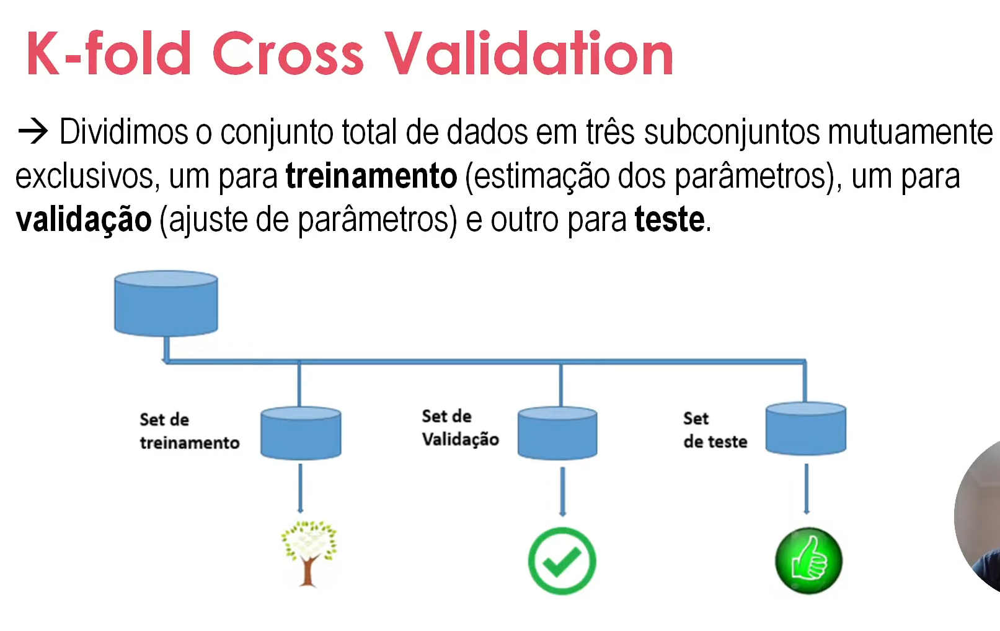 K-fold Cross Validation
→ Dividimos o conjunto total de dados em três subconjuntos mutuamente
exclusivos, um para treinamento (estimação dos parâmetros), um para
validação (ajuste de parâmetros) e outro para teste.
Set de
treinamento
Set de
Validação
Set
de teste